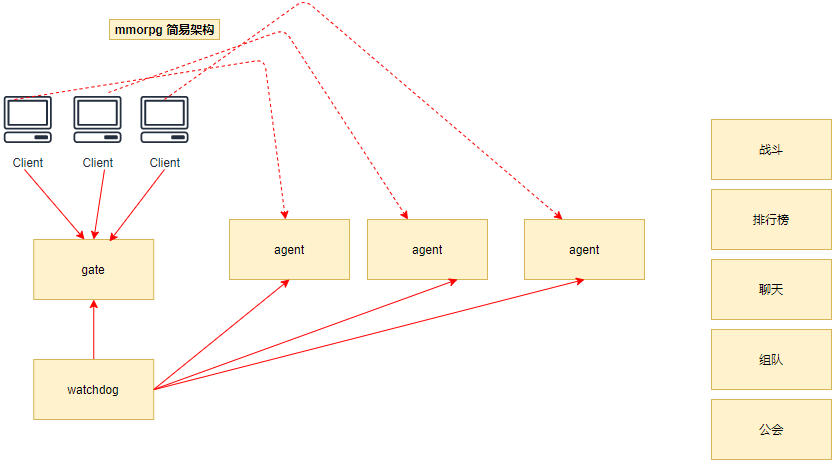 mmorpg 简易架构
Client
Client
Client
gate
agent
agent
agent
watchdog
战斗
排行榜
聊天
组队
公会